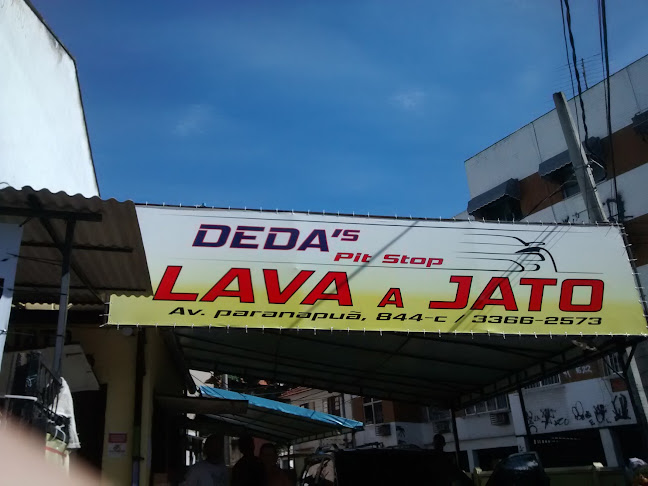 DEDA's
Pit Stop
LAVA A JATO
Av. paranapuã, 844-c / 3366-2573